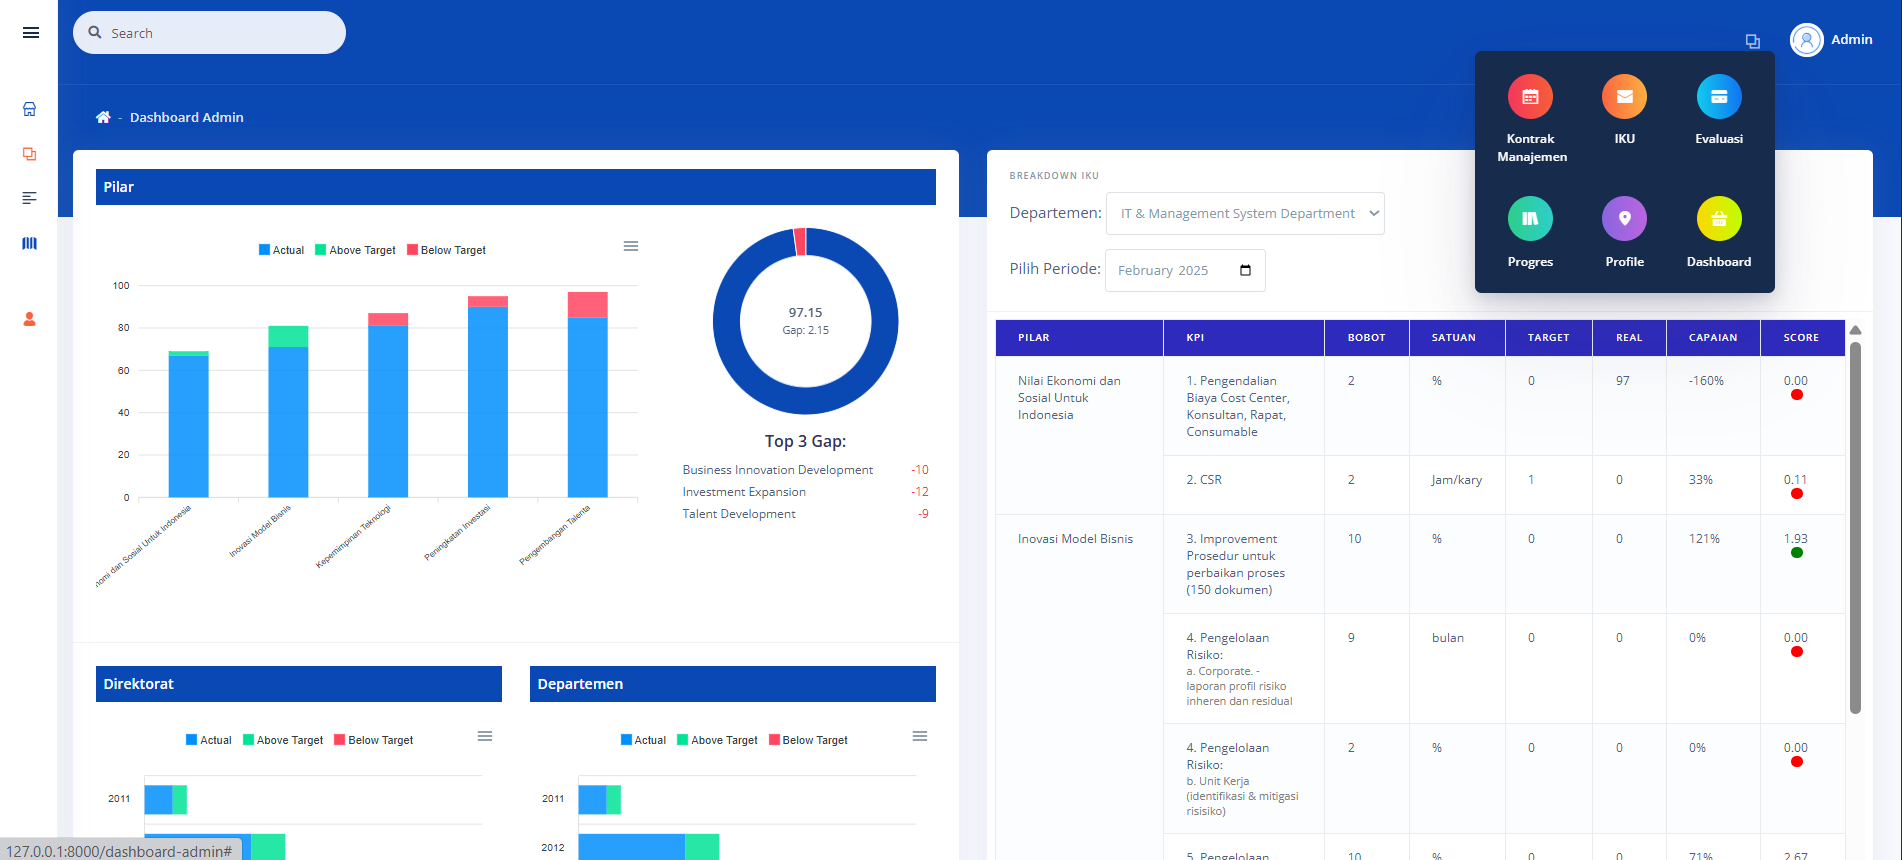 Search
Admin
- Dashboard Admin
Kontrak
Manajemen
IKU
Evaluasi
Progres
Profile
Dashboard
Pilar
Actual
Above Target
Below Target
100
80
60
40
20
0
nomi dan Sosial Untuk Indonesia
Inovasi Model Bisnis
Kepemimpinan Teknologi
Peningkatan Investasi
Pengembangan Talenta
97.15
Gap: 2.15
Top 3 Gap:
Business Innovation Development -10
Investment Expansion -12
Talent Development -9
Direktorat
Actual
Above Target
Below Target
2011
Departemen
Actual
Above Target
Below Target
2011
2012
127.0.0.1:8000/dashboard-admin#
BREAKDOWN IKU
Departemen: IT & Management System Department
Pilih Periode: February 2025
PILAR KPI BOBOT SATUAN TARGET REAL CAPAIAN SCORE
Nilai Ekonomi dan
Sosial Untuk
Indonesia
1. Pengendalian
Biaya Cost Center,
Konsultan, Rapat,
Consumable
2 % 0 97 -160% 0.00
2. CSR 2 Jam/kary 1 0 33% 0.11
Inovasi Model Bisnis
3. Improvement
Prosedur untuk
perbaikan proses
(150 dokumen)
10 % 0 0 121% 1.93
4. Pengelolaan
Risiko:
a. Corporate. -
laporan profil risiko
inheren dan residual
9 bulan 0 0 0% 0.00
4. Pengelolaan
Risiko:
b. Unit Kerja
(identifikasi & mitigasi
risisiko)
2 % 0 0 0% 0.00
5. Pengelolaan 10 % 0 0 71% 2.67